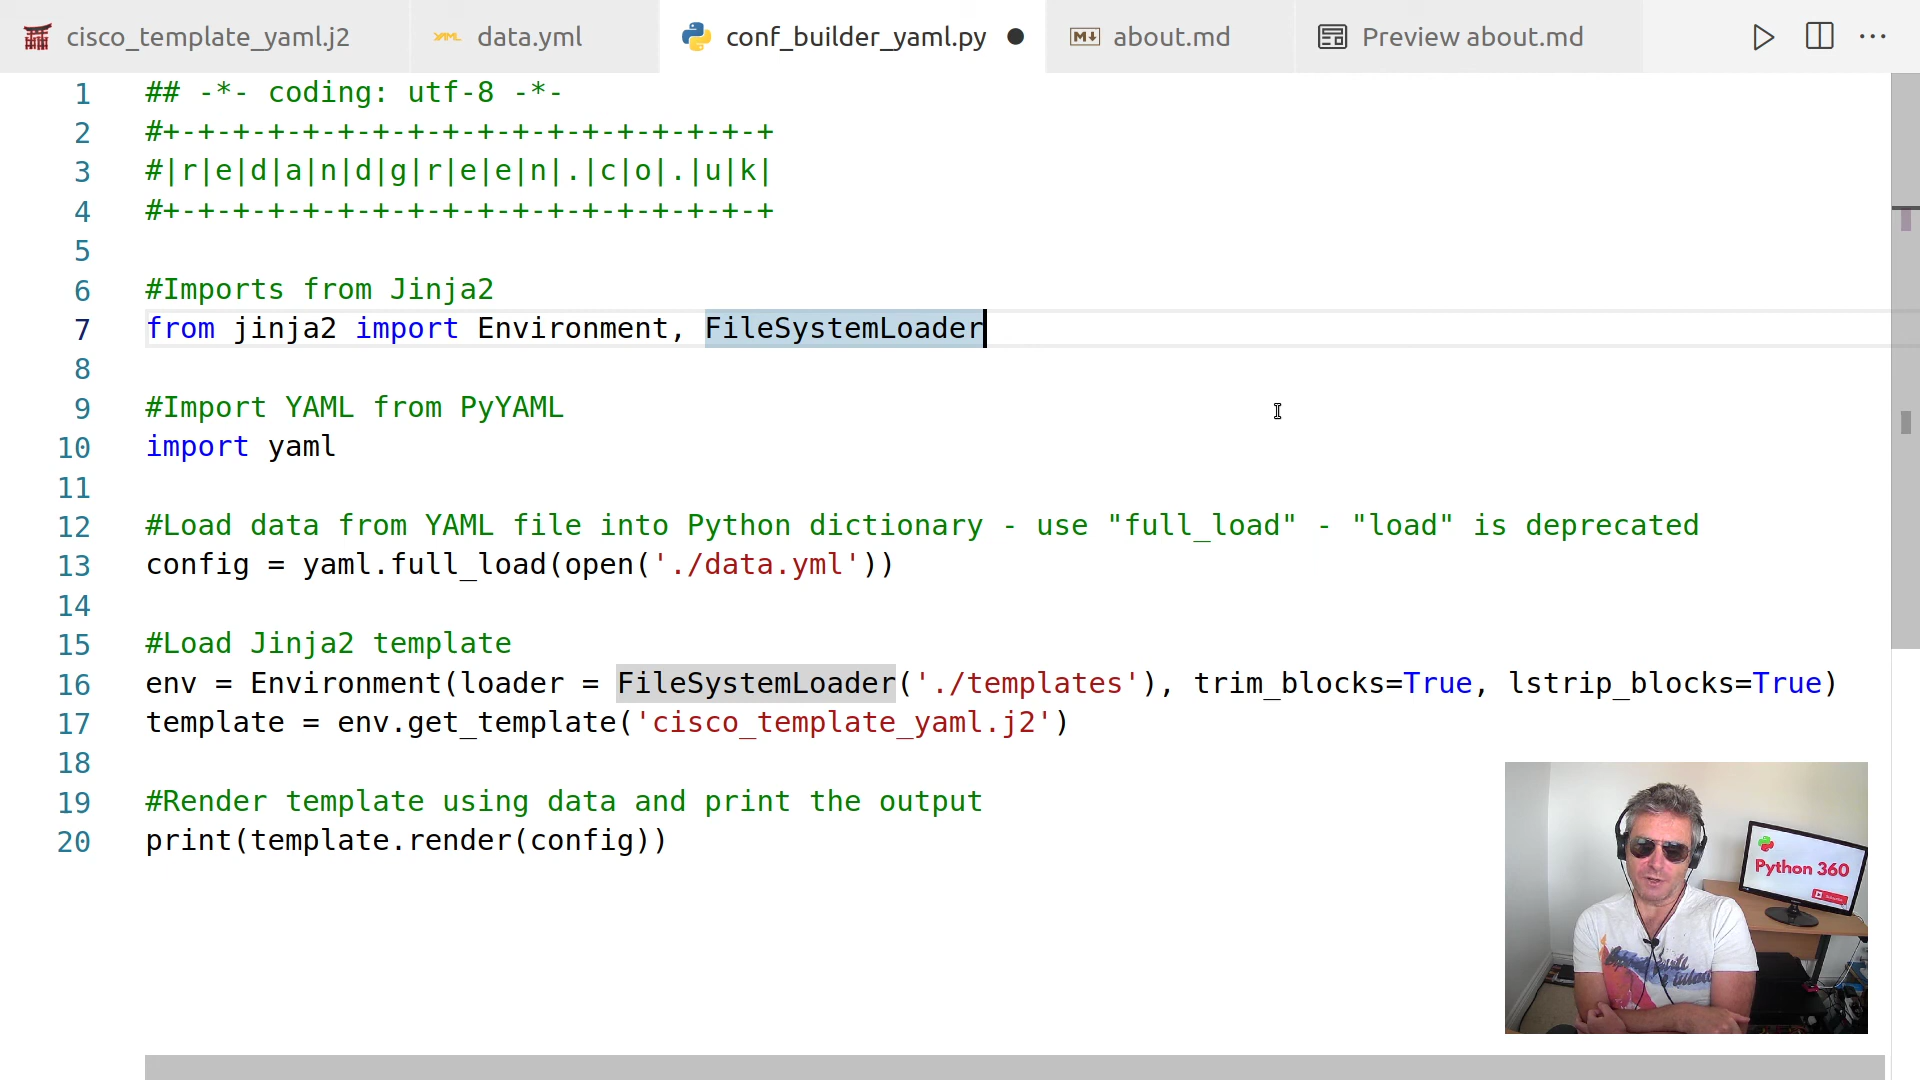 cisco_template_yaml.j2
YAML data.yml
conf_builder_yaml.py
M↓ about.md
Preview about.md
1 ## -*- coding: utf-8 -*-
2 #+-+-+-+-+-+-+-+-+-+-+-+-+-+-+-+-+-+
3 #|r|e|d|a|n|d|g|r|e|e|n|.|c|o|.|u|k|
4 #+-+-+-+-+-+-+-+-+-+-+-+-+-+-+-+-+-+
5
6 #Imports from Jinja2
7 from jinja2 import Environment, FileSystemLoader
8
9 #Import YAML from PyYAML
10 import yaml
11
12 #Load data from YAML file into Python dictionary - use "full_load" - "load" is deprecated
13 config = yaml.full_load(open('./data.yml'))
14
15 #Load Jinja2 template
16 env = Environment(loader = FileSystemLoader('./templates'), trim_blocks=True, lstrip_blocks=True)
17 template = env.get_template('cisco_template_yaml.j2')
18
19 #Render template using data and print the output
20 print(template.render(config))
Python 360